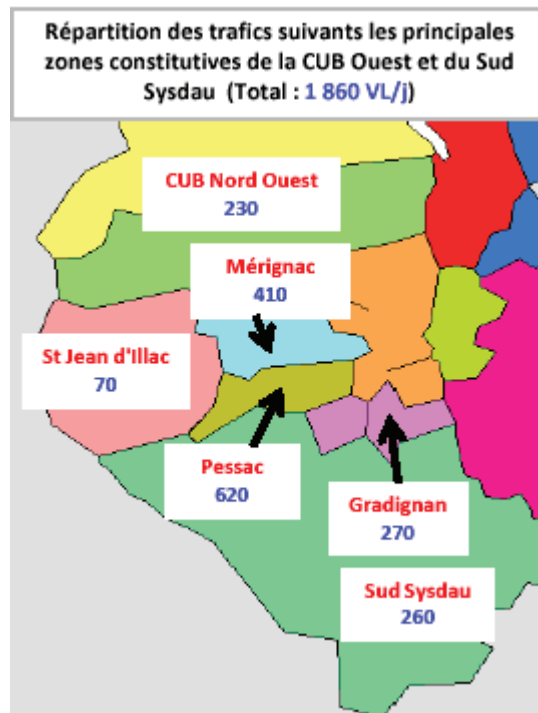 Répartition des trafics suivants les principales
zones constitutives de la CUB Ouest et du Sud
Sysdau (Total : 1 860 VL/j)
CUB Nord Ouest
230
Mérignac
410
St Jean d'Illac
70
Pessac
620
Gradignan
270
Sud Sysdau
260